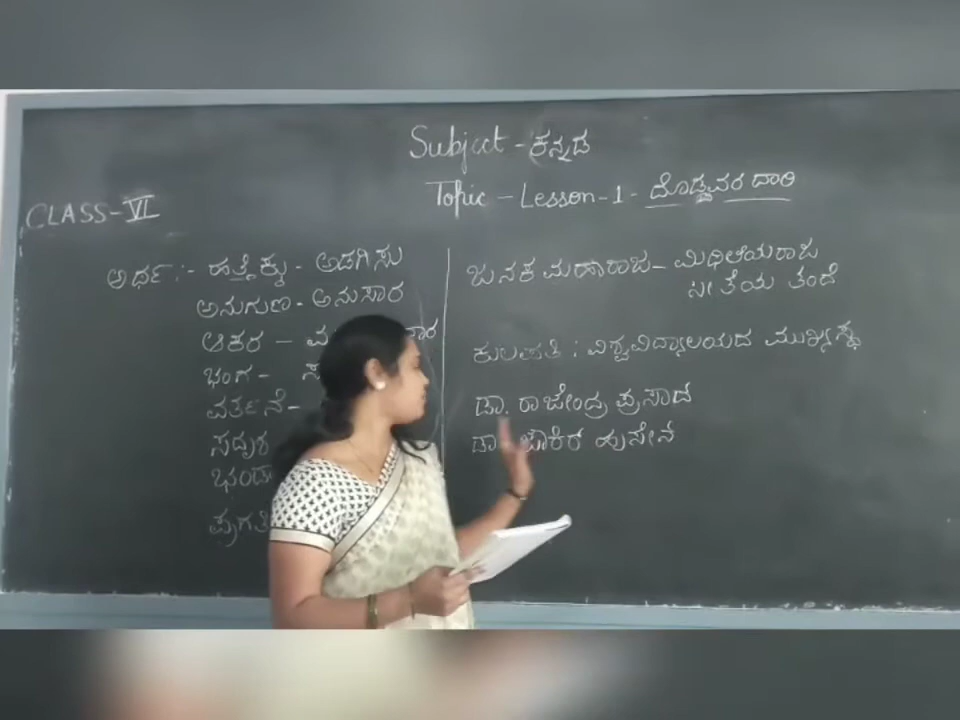 Subject - ಕನ್ನಡ
Topic - Lesson-1- ದೊಡ್ಡವರ ದಾರಿ
CLASS-VI
ಅರ್ಥ :- ಹತ್ತಿಕ್ಕು - ಅಡಗಿಸು
ಅನುಗುಣ - ಅನುಸಾರ
ಆಕರ -
ಭಂಗ -
ವರ್ತನೆ -
ಸದೃಶ
ಪ್ರಗತಿ
ಜನಕ ಮಹಾರಾಜ - ಮಿಥಿಲೆಯ ರಾಜ
ಸೀತೆಯ ತಂದೆ
ಕುಲಪತಿ : ವಿಶ್ವವಿದ್ಯಾಲಯದ ಮುಖ್ಯಸ್ಥ
ಡಾ. ರಾಜೇಂದ್ರ ಪ್ರಸಾದ
ಜಾಕಿರ ಹುಸೇನ